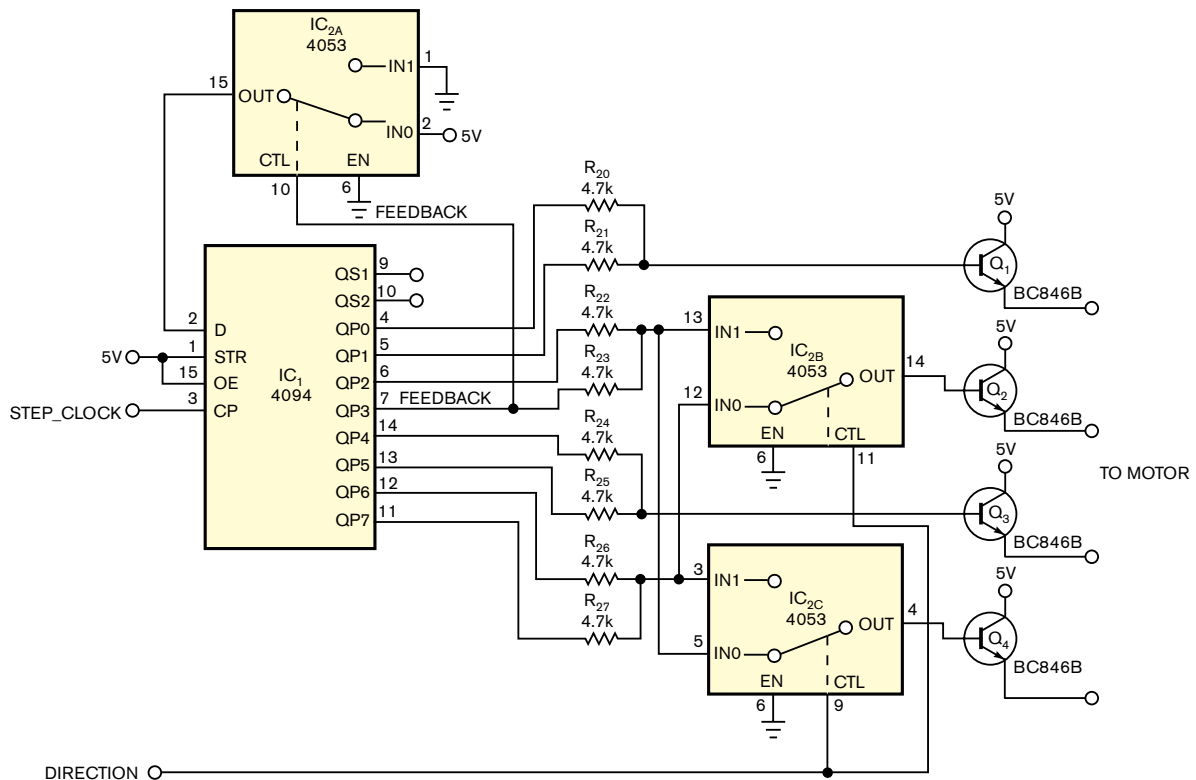 IC2A
4053
IN1
1
15
OUT
IN0
2
5V
CTL
EN
10
6
FEEDBACK
R20
4.7k
R21
4.7k
R22
4.7k
R23
4.7k
R24
4.7k
R25
4.7k
R26
4.7k
R27
4.7k
QS1
9
QS2
10
QP0
4
QP1
5
QP2
6
QP3
7
FEEDBACK
QP4
14
QP5
13
QP6
12
QP7
11
2
D
5V
1
STR
15
OE
STEP_CLOCK
3
CP
IC1
4094
13
IN1
IC2B
4053
OUT
14
12
IN0
EN
CTL
6
11
3
IN1
IC2C
4053
OUT
4
5
IN0
EN
CTL
6
9
5V
Q1
BC846B
5V
Q2
BC846B
5V
Q3
BC846B
5V
Q4
BC846B
TO MOTOR
DIRECTION